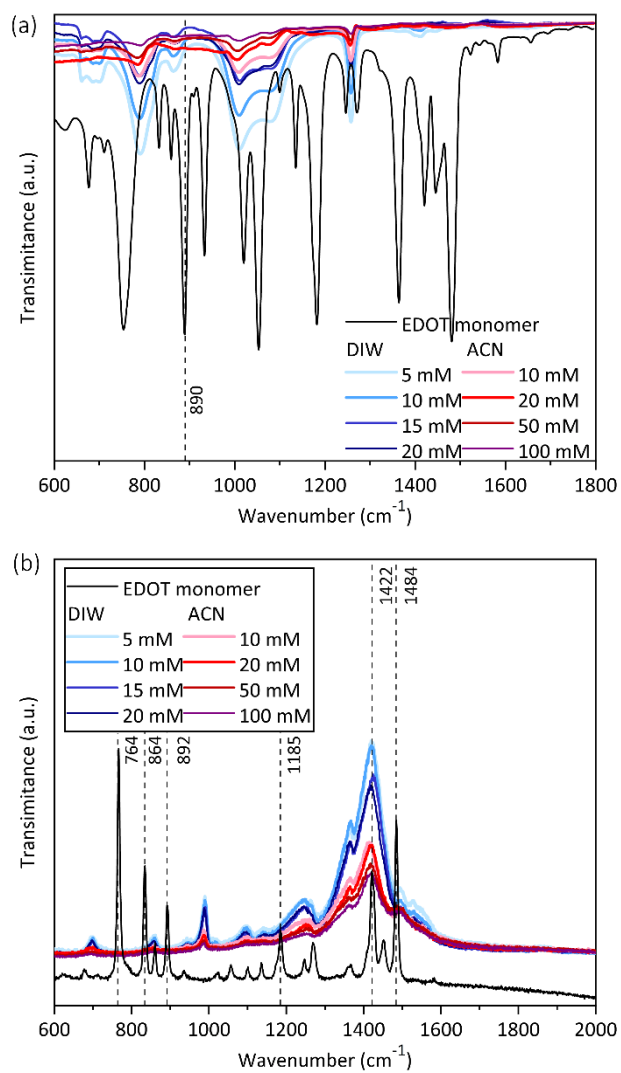 (a)
Transimitance (a.u.)
890
EDOT monomer
DIW ACN
5 mM 10 mM
10 mM 20 mM
15 mM 50 mM
20 mM 100 mM
600 800 1000 1200 1400 1600 1800
Wavenumber (cm-1)
(b)
Transimitance (a.u.)
EDOT monomer
DIW ACN
5 mM 10 mM
10 mM 20 mM
15 mM 50 mM
20 mM 100 mM
1422
1484
764
864
892
1185
600 800 1000 1200 1400 1600 1800 2000
Wavenumber (cm-1)